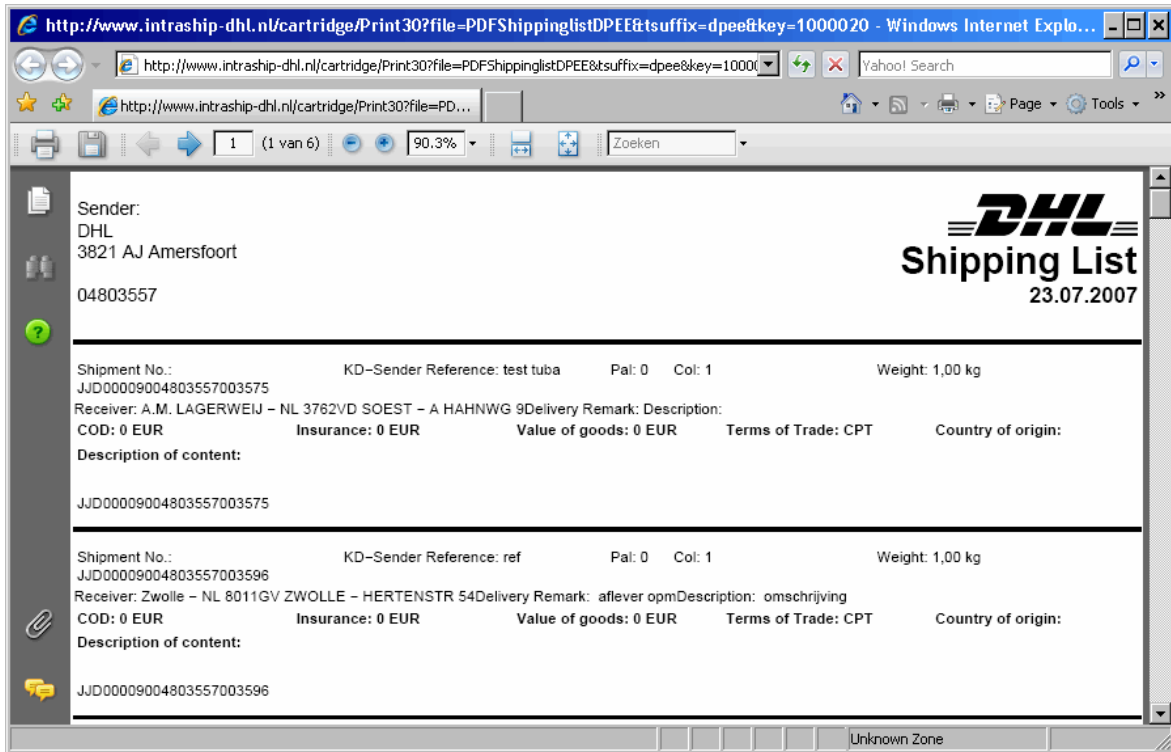 http://www.intraship-dhl.nl/cartridge/Print30?file=PDFShippinglistDPEE&tsuffix=dpee&key=1000020 - Windows Internet Explo...
http://www.intraship-dhl.nl/cartridge/Print30?file=PDFShippinglistDPEE&tsuffix=dpee&key=1000( Yahoo! Search
http://www.intraship-dhl.nl/cartridge/Print30?file=PD... Page Tools »
1 (1 van 6) 90.3% Zoeken
Sender:
DHL
3821 AJ Amersfoort
04803557
DHL
Shipping List
23.07.2007
Shipment No.: KD–Sender Reference: test tuba Pal: 0 Col: 1 Weight: 1,00 kg
JJD00009004803557003575
Receiver: A.M. LAGERWEIJ – NL 3762VD SOEST – A HAHNWG 9Delivery Remark: Description:
COD: 0 EUR Insurance: 0 EUR Value of goods: 0 EUR Terms of Trade: CPT Country of origin:
Description of content:
JJD00009004803557003575
Shipment No.: KD–Sender Reference: ref Pal: 0 Col: 1 Weight: 1,00 kg
JJD00009004803557003596
Receiver: Zwolle – NL 8011GV ZWOLLE – HERTENSTR 54Delivery Remark: aflever opmDescription: omschrijving
COD: 0 EUR Insurance: 0 EUR Value of goods: 0 EUR Terms of Trade: CPT Country of origin:
Description of content:
JJD00009004803557003596
Unknown Zone